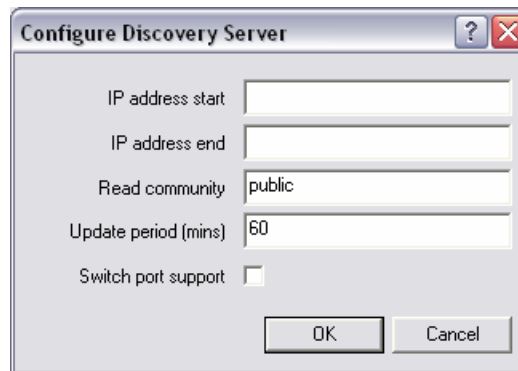 Configure Discovery Server ?
IP address start
IP address end
Read community public
Update period (mins) 60
Switch port support
OK Cancel